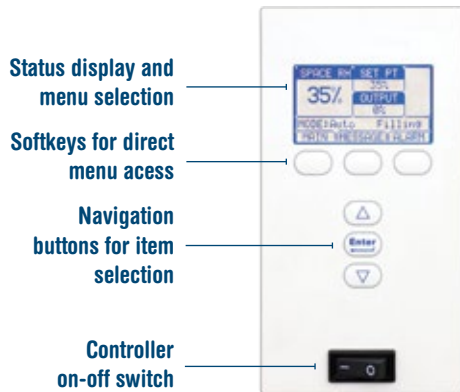 Status display and
menu selection
SPACE RH SET PT
35%
35%
OUTPUT
0%
MODE:Auto Filling
MAIN MESSAGE ALARM
Softkeys for direct
menu acess
Navigation
buttons for item
selection
Enter
Controller
on-off switch
– O